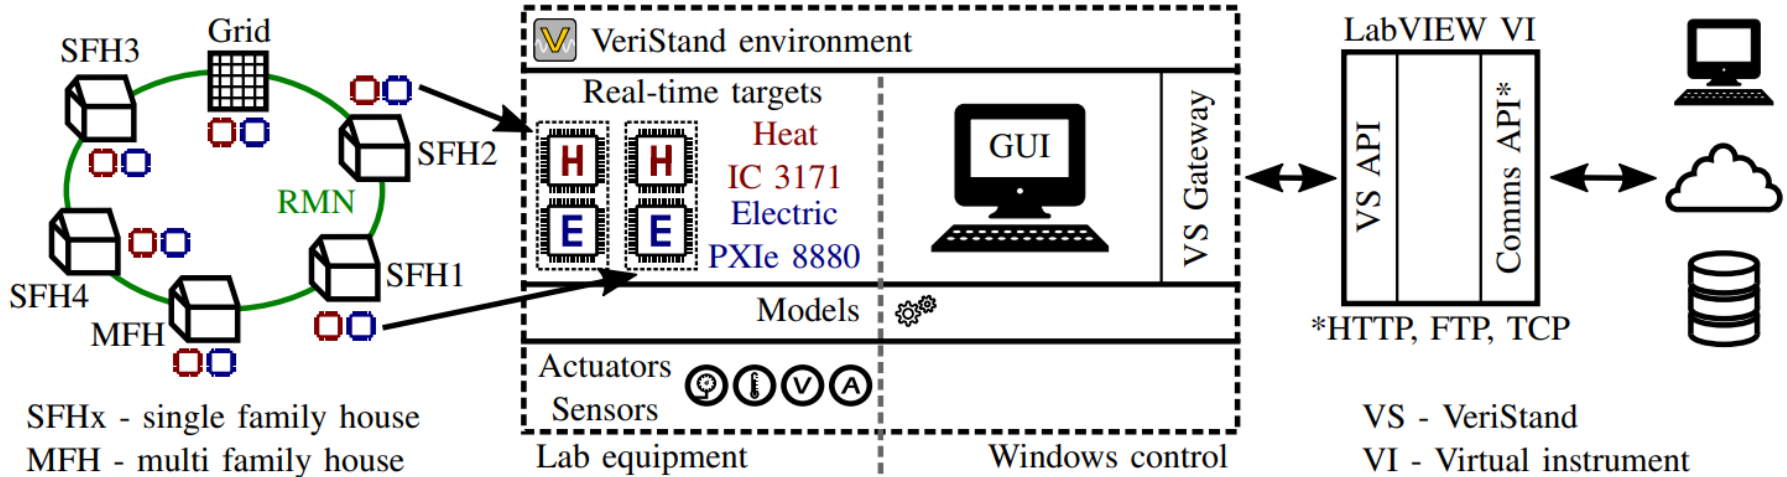 Grid
SFH3
SFH2
RMN
SFH1
SFH4
MFH
SFHx - single family house
MFH - multi family house
V
VeriStand environment
Real-time targets
H
H
Heat
IC 3171
E
E
Electric
PXIe 8880
GUI
VS Gateway
Models
Actuators
Sensors
V
A
Lab equipment
Windows control
LabVIEW VI
VS API
Comms API*
*HTTP, FTP, TCP
VS - VeriStand
VI - Virtual instrument